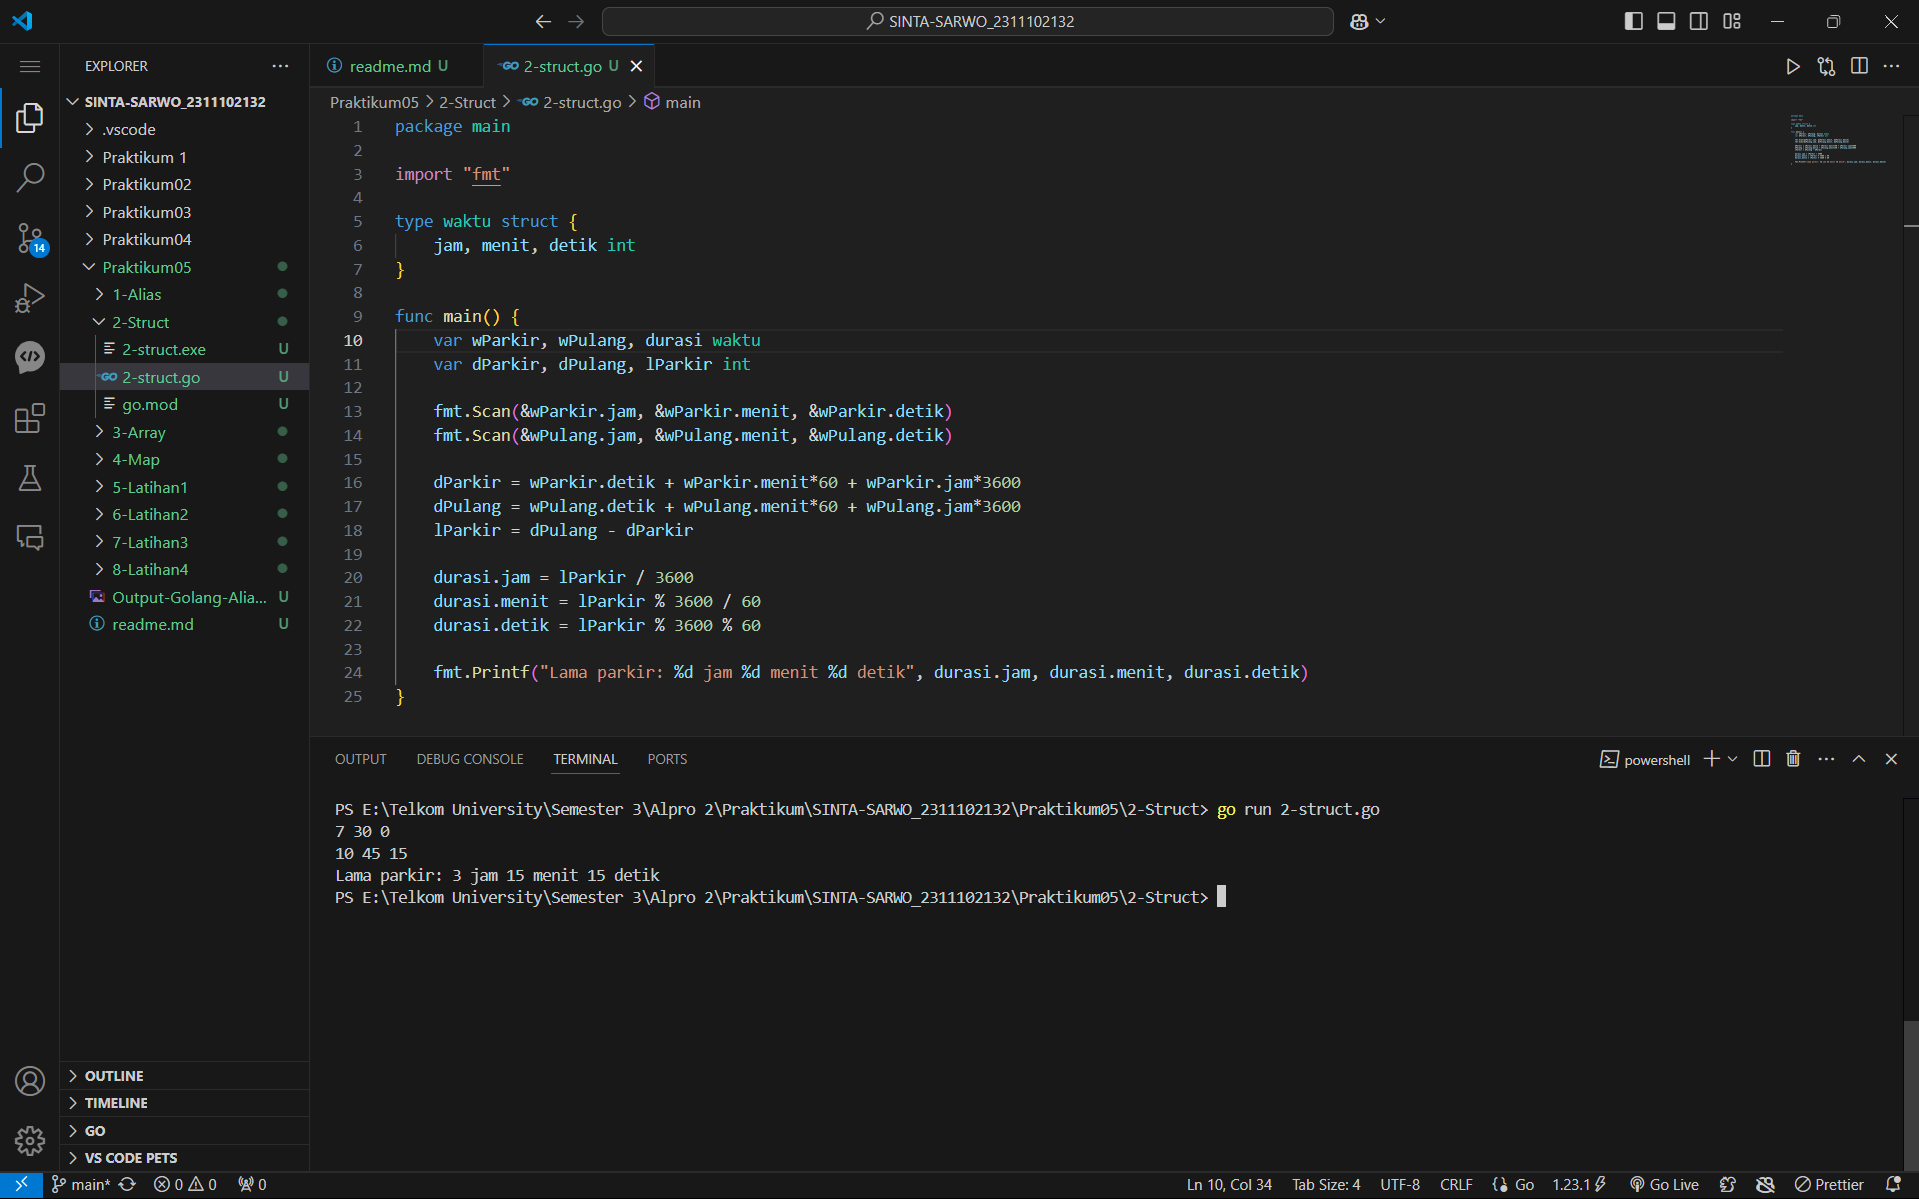 SINTA-SARWO_2311102132
EXPLORER
SINTA-SARWO_2311102132
.vscode
Praktikum 1
Praktikum02
Praktikum03
Praktikum04
Praktikum05
1-Alias
2-Struct
2-struct.exe U
2-struct.go U
go.mod U
3-Array
4-Map
5-Latihan1
6-Latihan2
7-Latihan3
8-Latihan4
Output-Golang-Alia... U
readme.md U
OUTLINE
TIMELINE
GO
VS CODE PETS
14
readme.md U
2-struct.go U
Praktikum05 > 2-Struct > 2-struct.go > main
1 package main
2
3 import "fmt"
4
5 type waktu struct {
6 jam, menit, detik int
7 }
8
9 func main() {
10 var wParkir, wPulang, durasi waktu
11 var dParkir, dPulang, lParkir int
12
13 fmt.Scan(&wParkir.jam, &wParkir.menit, &wParkir.detik)
14 fmt.Scan(&wPulang.jam, &wPulang.menit, &wPulang.detik)
15
16 dParkir = wParkir.detik + wParkir.menit*60 + wParkir.jam*3600
17 dPulang = wPulang.detik + wPulang.menit*60 + wPulang.jam*3600
18 lParkir = dPulang - dParkir
19
20 durasi.jam = lParkir / 3600
21 durasi.menit = lParkir % 3600 / 60
22 durasi.detik = lParkir % 3600 % 60
23
24 fmt.Printf("Lama parkir: %d jam %d menit %d detik", durasi.jam, durasi.menit, durasi.detik)
25 }
OUTPUT DEBUG CONSOLE TERMINAL PORTS
powershell
PS E:\Telkom University\Semester 3\Alpro 2\Praktikum\SINTA-SARWO_2311102132\Praktikum05\2-Struct> go run 2-struct.go
7 30 0
10 45 15
Lama parkir: 3 jam 15 menit 15 detik
PS E:\Telkom University\Semester 3\Alpro 2\Praktikum\SINTA-SARWO_2311102132\Praktikum05\2-Struct>
main* 0 0 0 Ln 10, Col 34 Tab Size: 4 UTF-8 CRLF Go 1.23.1 Go Live Prettier